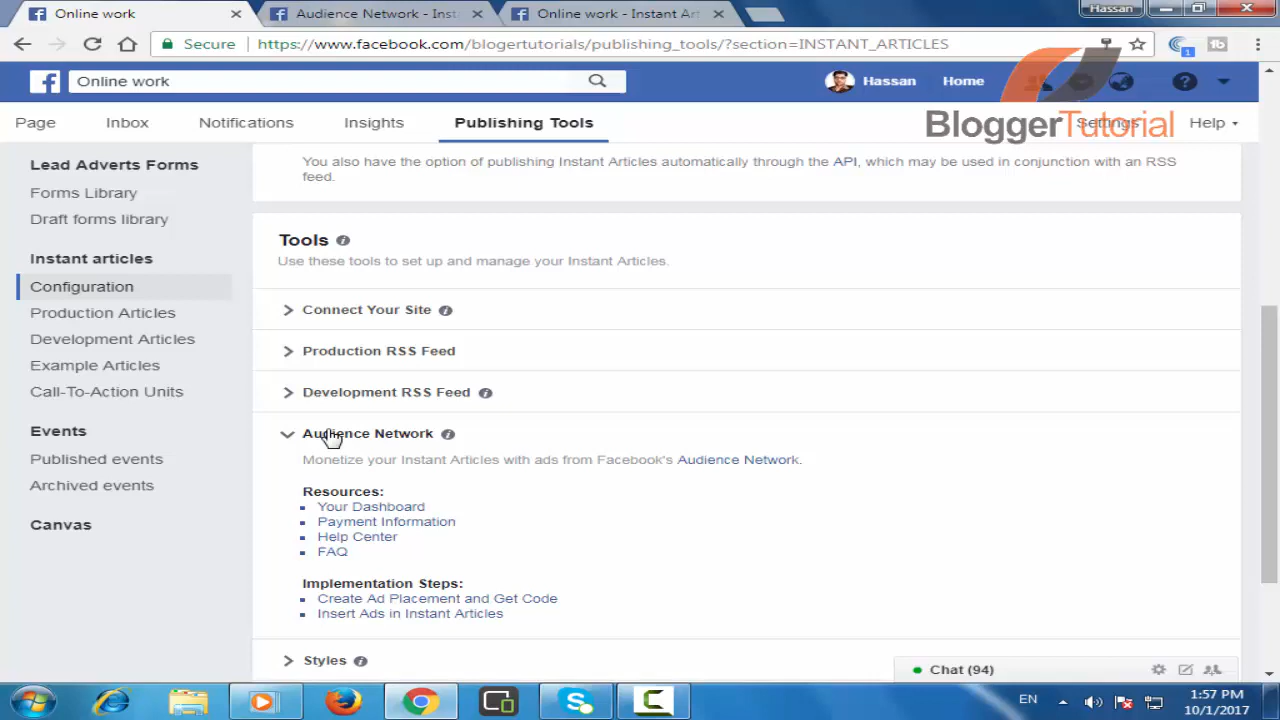 Online work
Audience Network - Inst
Online work - Instant Art
Hassan
Secure
https://www.facebook.com/blogertutorials/publishing_tools/?section=INSTANT_ARTICLES
1
Online work
Hassan
Home
BloggerTutorial
Page
Inbox
Notifications
Insights
Publishing Tools
Settings
Help
Lead Adverts Forms
Forms Library
Draft forms library
Instant articles
Configuration
Production Articles
Development Articles
Example Articles
Call-To-Action Units
Events
Published events
Archived events
Canvas
You also have the option of publishing Instant Articles automatically through the API, which may be used in conjunction with an RSS
feed.
Tools
Use these tools to set up and manage your Instant Articles.
Connect Your Site
Production RSS Feed
Development RSS Feed
Audience Network
Monetize your Instant Articles with ads from Facebook's Audience Network.
Resources:
Your Dashboard
Payment Information
Help Center
FAQ
Implementation Steps:
Create Ad Placement and Get Code
Insert Ads in Instant Articles
Styles
Chat (94)
EN
1:57 PM
10/1/2017